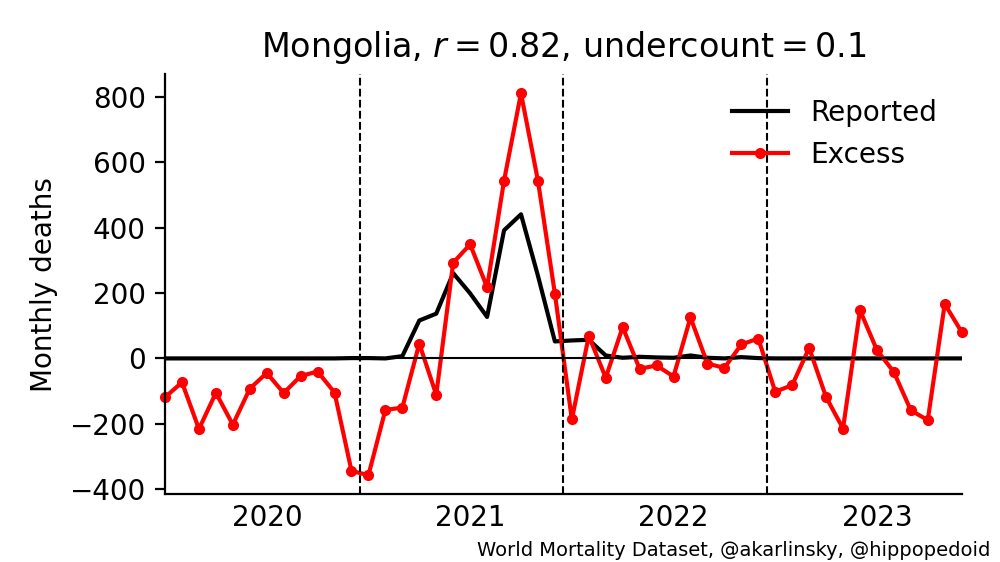 Mongolia, r = 0.82, undercount = 0.1
Monthly deaths
800
600
400
200
0
−200
−400
Reported
Excess
2020 2021 2022 2023
World Mortality Dataset, @akarlinsky, @hippopedoid